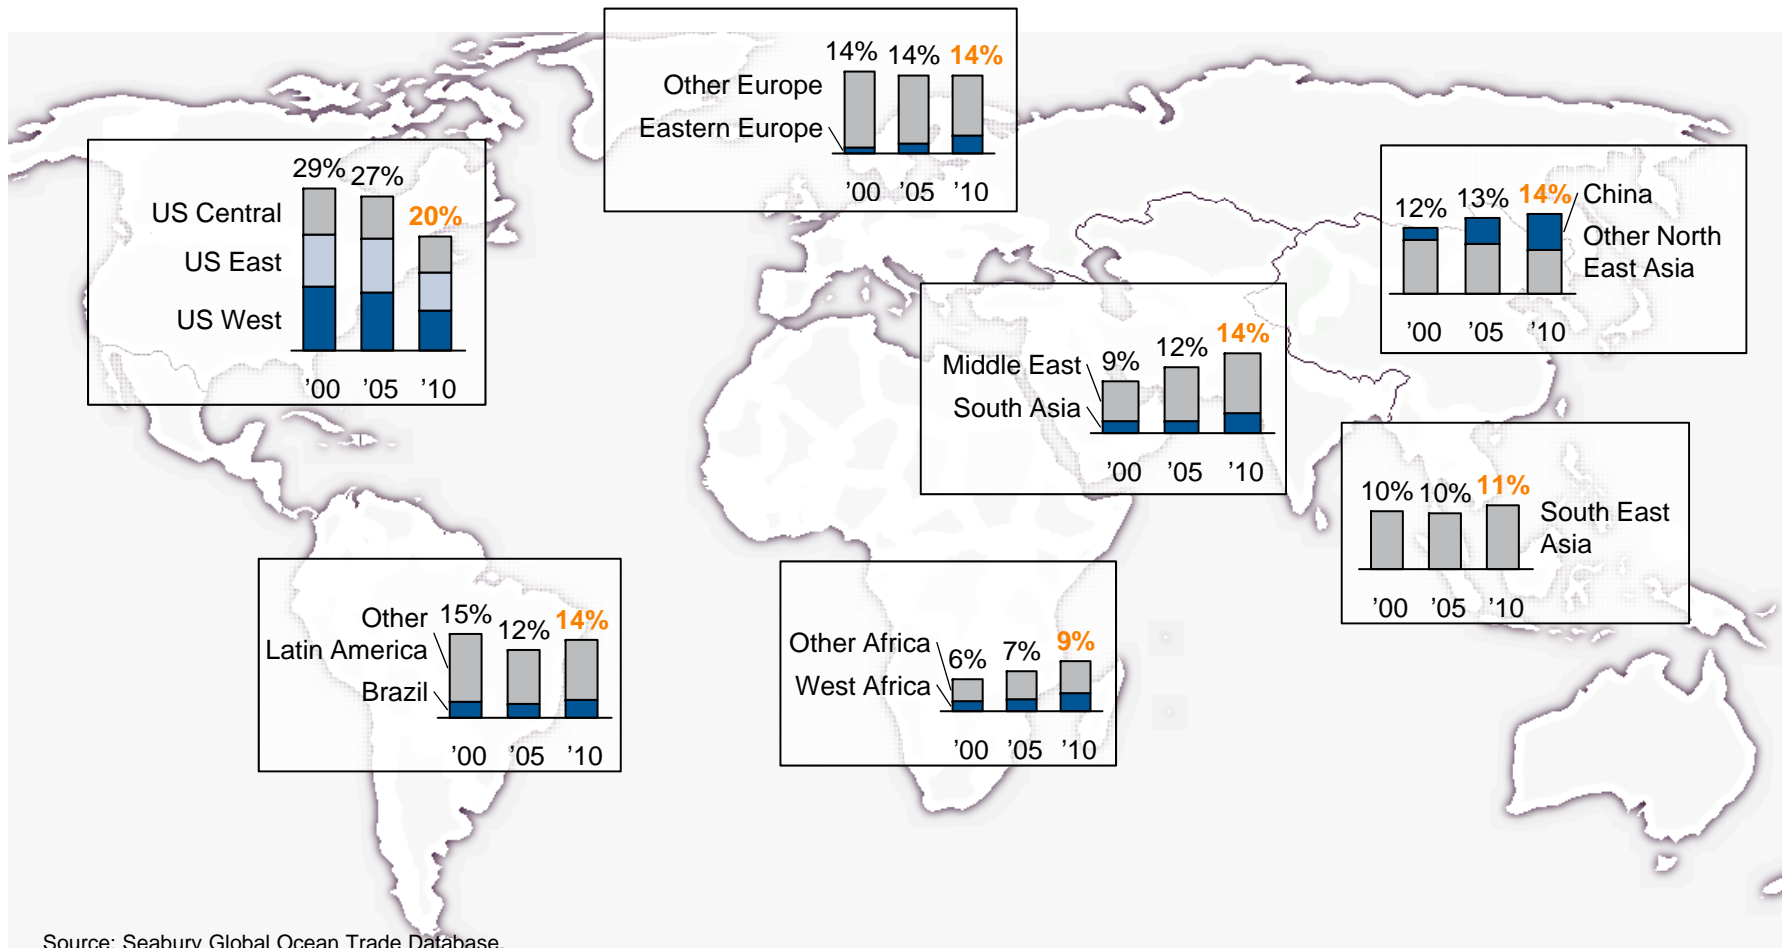 14% 14% 14%
Other Europe
Eastern Europe
’00 ’05 ’10
29% 27% 20%
US Central
US East
US West
’00 ’05 ’10
12% 13% 14%
China
Other North
East Asia
’00 ’05 ’10
9% 12% 14%
Middle East
South Asia
’00 ’05 ’10
10% 10% 11%
South East
Asia
’00 ’05 ’10
15% 12% 14%
Other
Latin America
Brazil
’00 ’05 ’10
6% 7% 9%
Other Africa
West Africa
’00 ’05 ’10
Source: Seabury Global Ocean Trade Database.